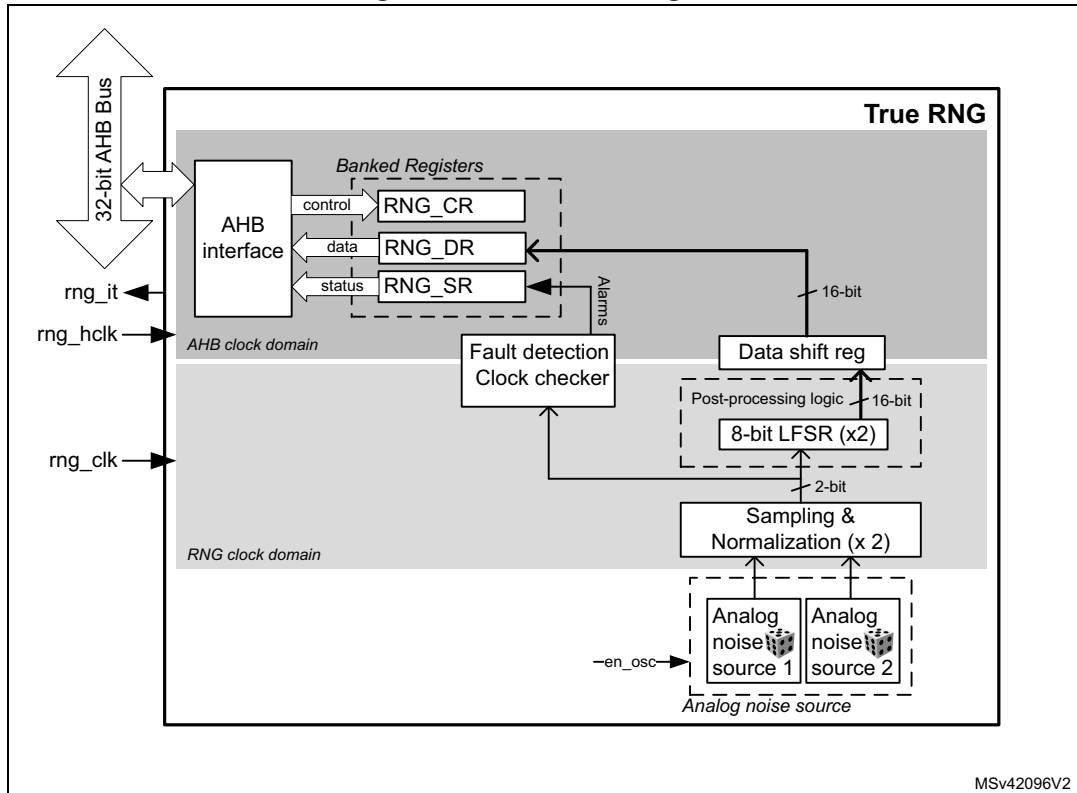 32-bit AHB Bus
True RNG
Banked Registers
AHB
interface
control
RNG_CR
data
RNG_DR
status
RNG_SR
Alarms
16-bit
rng_it
rng_hclk
AHB clock domain
Fault detection
Clock checker
Data shift reg
Post-processing logic
16-bit
8-bit LFSR (x2)
rng_clk
2-bit
Sampling &
Normalization (x 2)
RNG clock domain
Analog
noise
source 1
Analog
noise
source 2
en_osc
Analog noise source
MSv42096V2